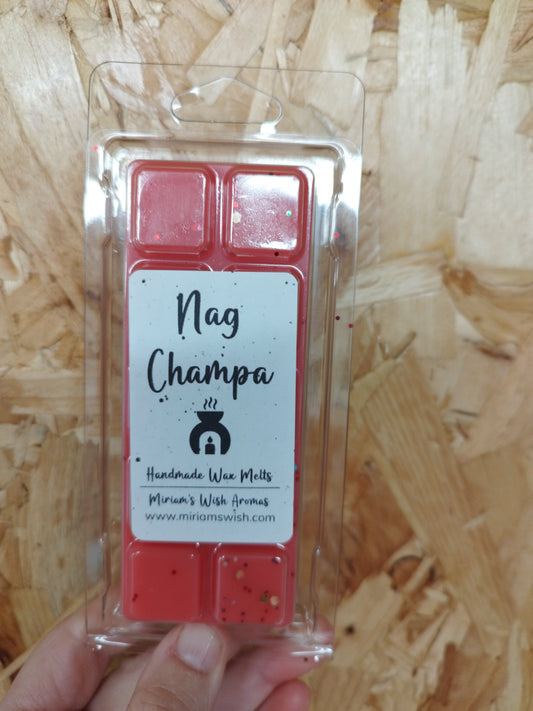 Nag
Champa
Handmade Wax Melts
Miriam's Wish Aromas
www.miriamswish.com